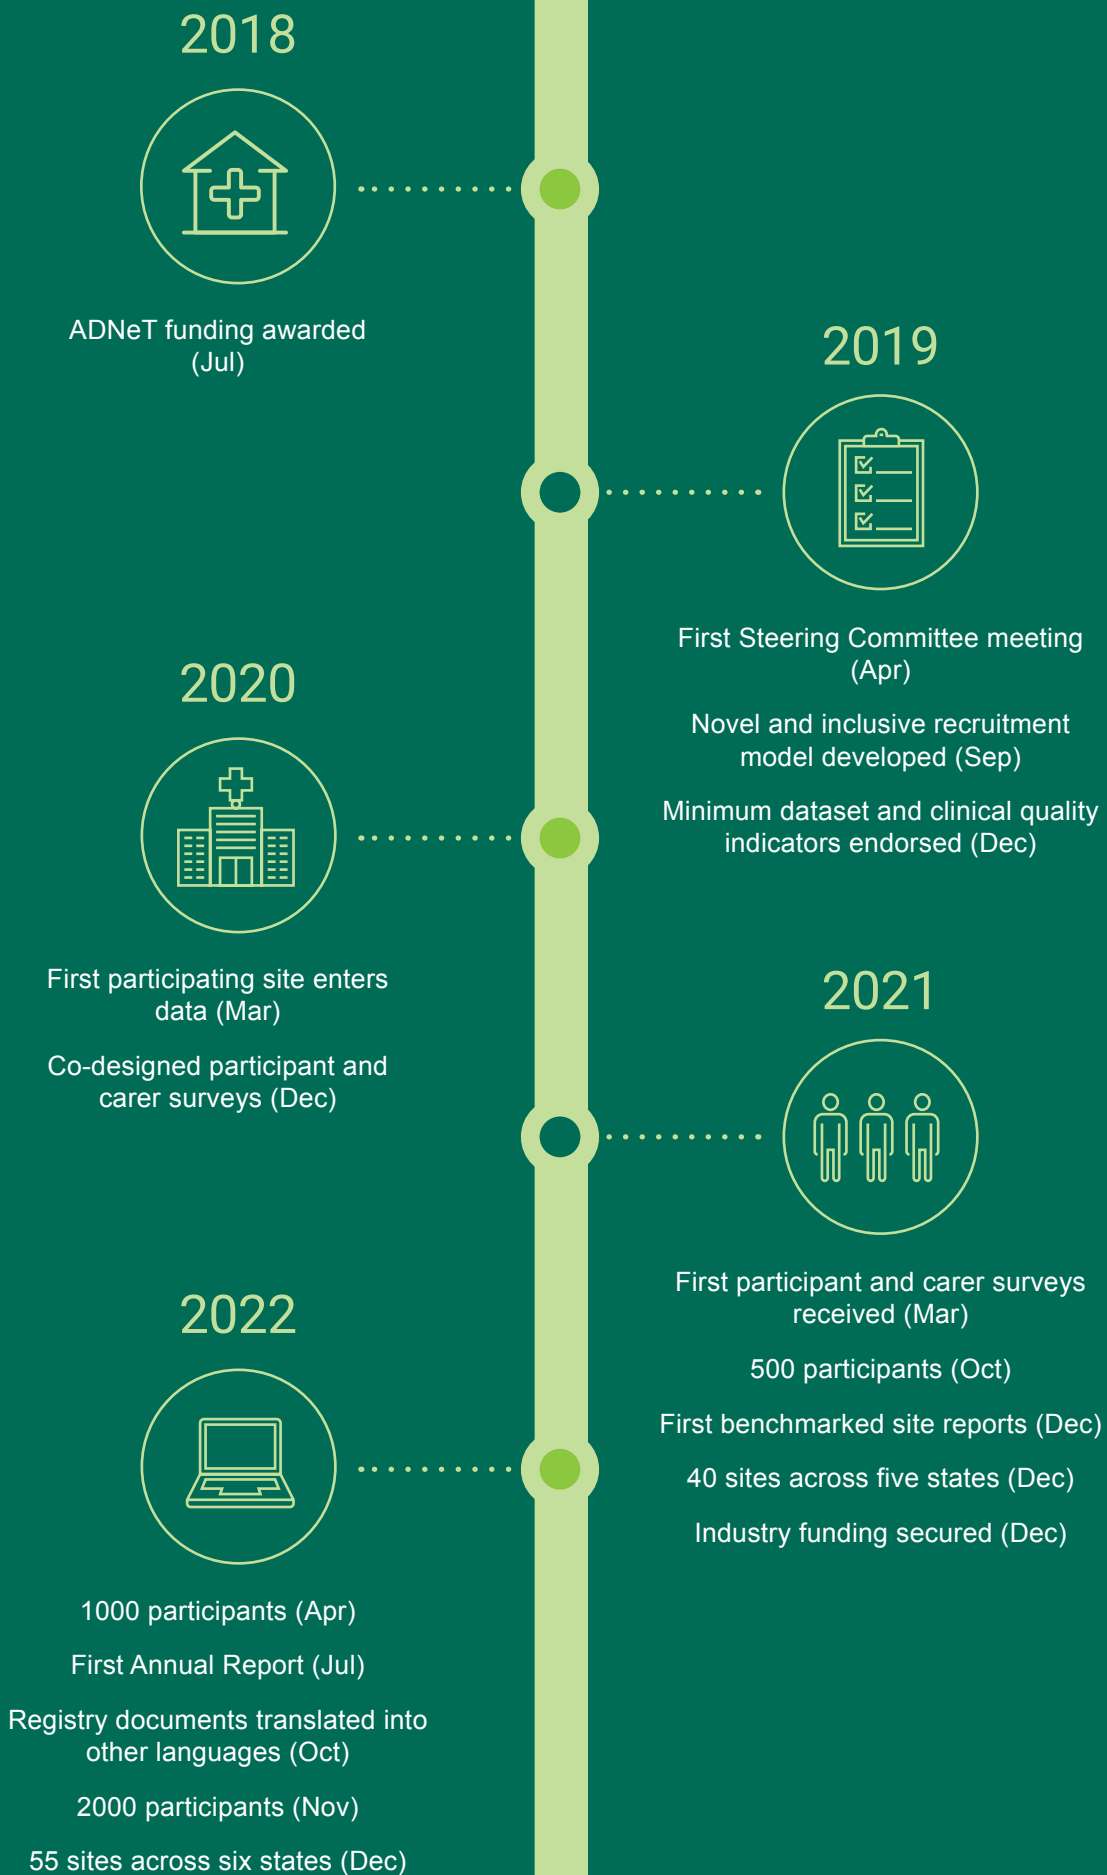 2018
ADNeT funding awarded
(Jul)
2019
First Steering Committee meeting
(Apr)
Novel and inclusive recruitment
model developed (Sep)
Minimum dataset and clinical quality
indicators endorsed (Dec)
2020
First participating site enters
data (Mar)
Co-designed participant and
carer surveys (Dec)
2021
First participant and carer surveys
received (Mar)
500 participants (Oct)
First benchmarked site reports (Dec)
40 sites across five states (Dec)
Industry funding secured (Dec)
2022
1000 participants (Apr)
First Annual Report (Jul)
Registry documents translated into
other languages (Oct)
2000 participants (Nov)
55 sites across six states (Dec)